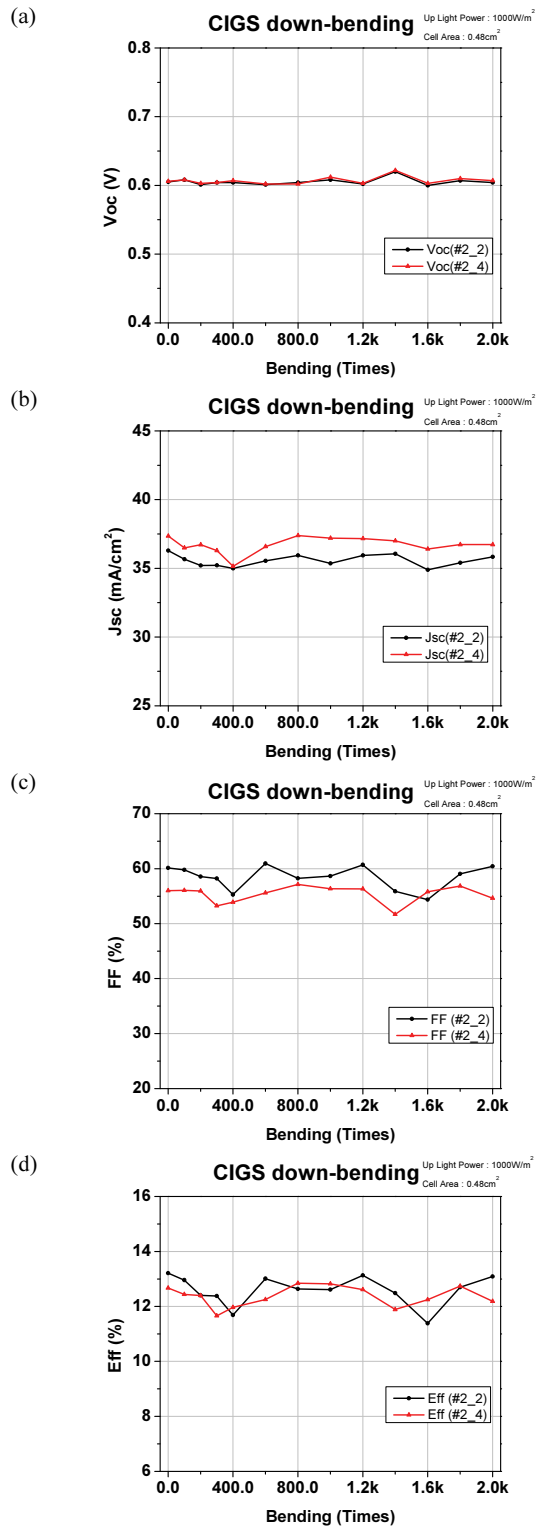 (a)
CIGS down-bending
Up Light Power : 1000W/m²
Cell Area : 0.48cm²
0.8
0.7
0.6
0.5
0.4
Voc (V)
Voc(#2_2)
Voc(#2_4)
0.0 400.0 800.0 1.2k 1.6k 2.0k
Bending (Times)
(b)
CIGS down-bending
Up Light Power : 1000W/m²
Cell Area : 0.48cm²
45
40
35
30
25
Jsc (mA/cm²)
Jsc(#2_2)
Jsc(#2_4)
0.0 400.0 800.0 1.2k 1.6k 2.0k
Bending (Times)
(c)
CIGS down-bending
Up Light Power : 1000W/m²
Cell Area : 0.48cm²
70
60
50
40
30
20
FF (%)
FF (#2_2)
FF (#2_4)
0.0 400.0 800.0 1.2k 1.6k 2.0k
Bending (Times)
(d)
CIGS down-bending
Up Light Power : 1000W/m²
Cell Area : 0.48cm²
16
14
12
10
8
6
Eff (%)
Eff (#2_2)
Eff (#2_4)
0.0 400.0 800.0 1.2k 1.6k 2.0k
Bending (Times)